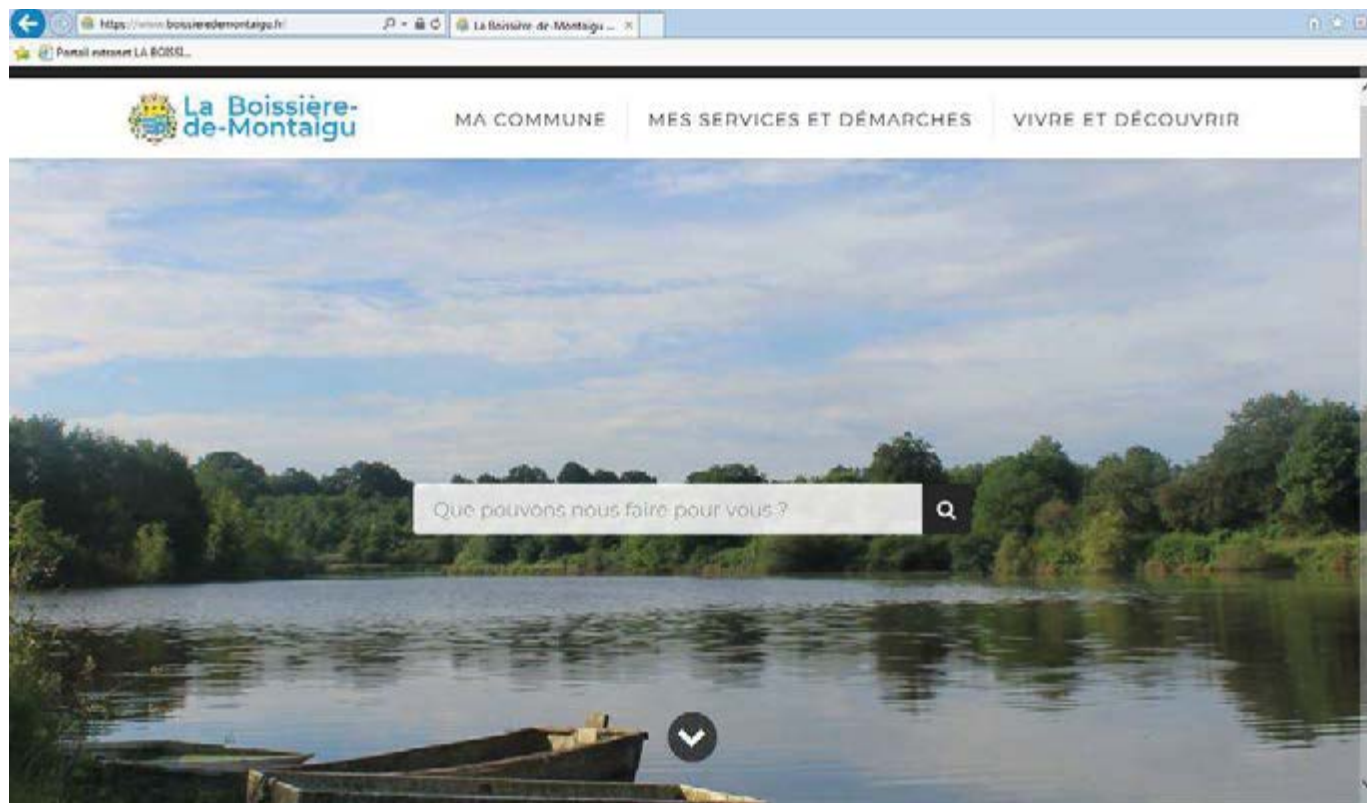 https://www.boissieredemontaigu.fr/
La Boissière-de-Montaigu ...
Portail extranet LA BOISSI...
La Boissière-
de-Montaigu
MA COMMUNE
MES SERVICES ET DÉMARCHES
VIVRE ET DÉCOUVRIR
Que pouvons nous faire pour vous ?